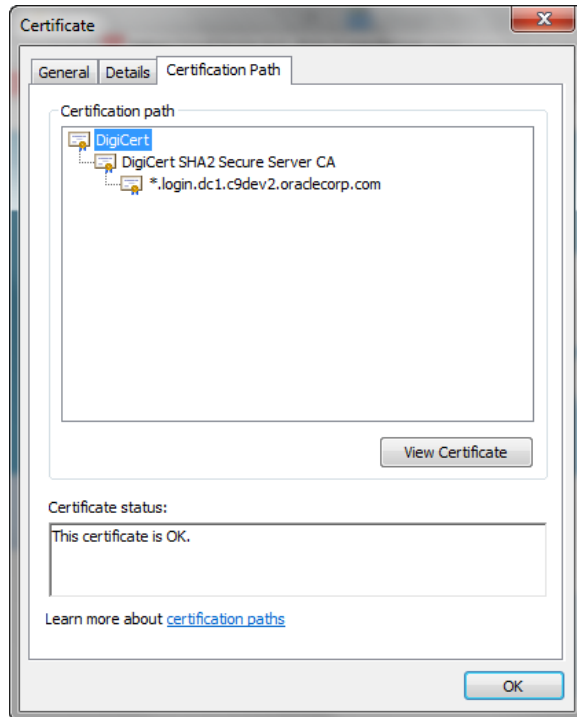 Certificate
General
Details
Certification Path
Certification path
DigiCert
DigiCert SHA2 Secure Server CA
*.login.dc1.c9dev2.oraclecorp.com
View Certificate
Certificate status:
This certificate is OK.
Learn more about certification paths
OK